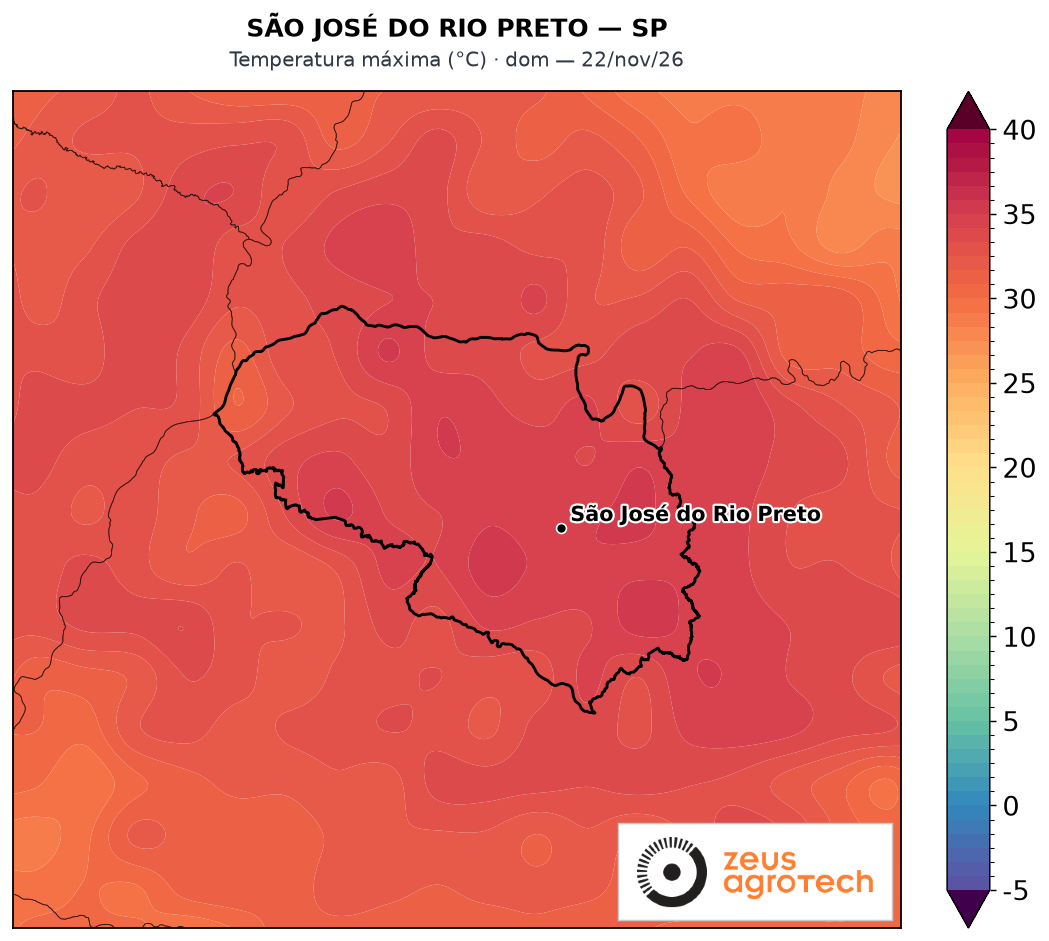 SÃO JOSÉ DO RIO PRETO — SP
Temperatura máxima (°C) · dom — 22/nov/26
40
35
30
25
20
15
10
5
0
-5
São José do Rio Preto
zeus
agrotech